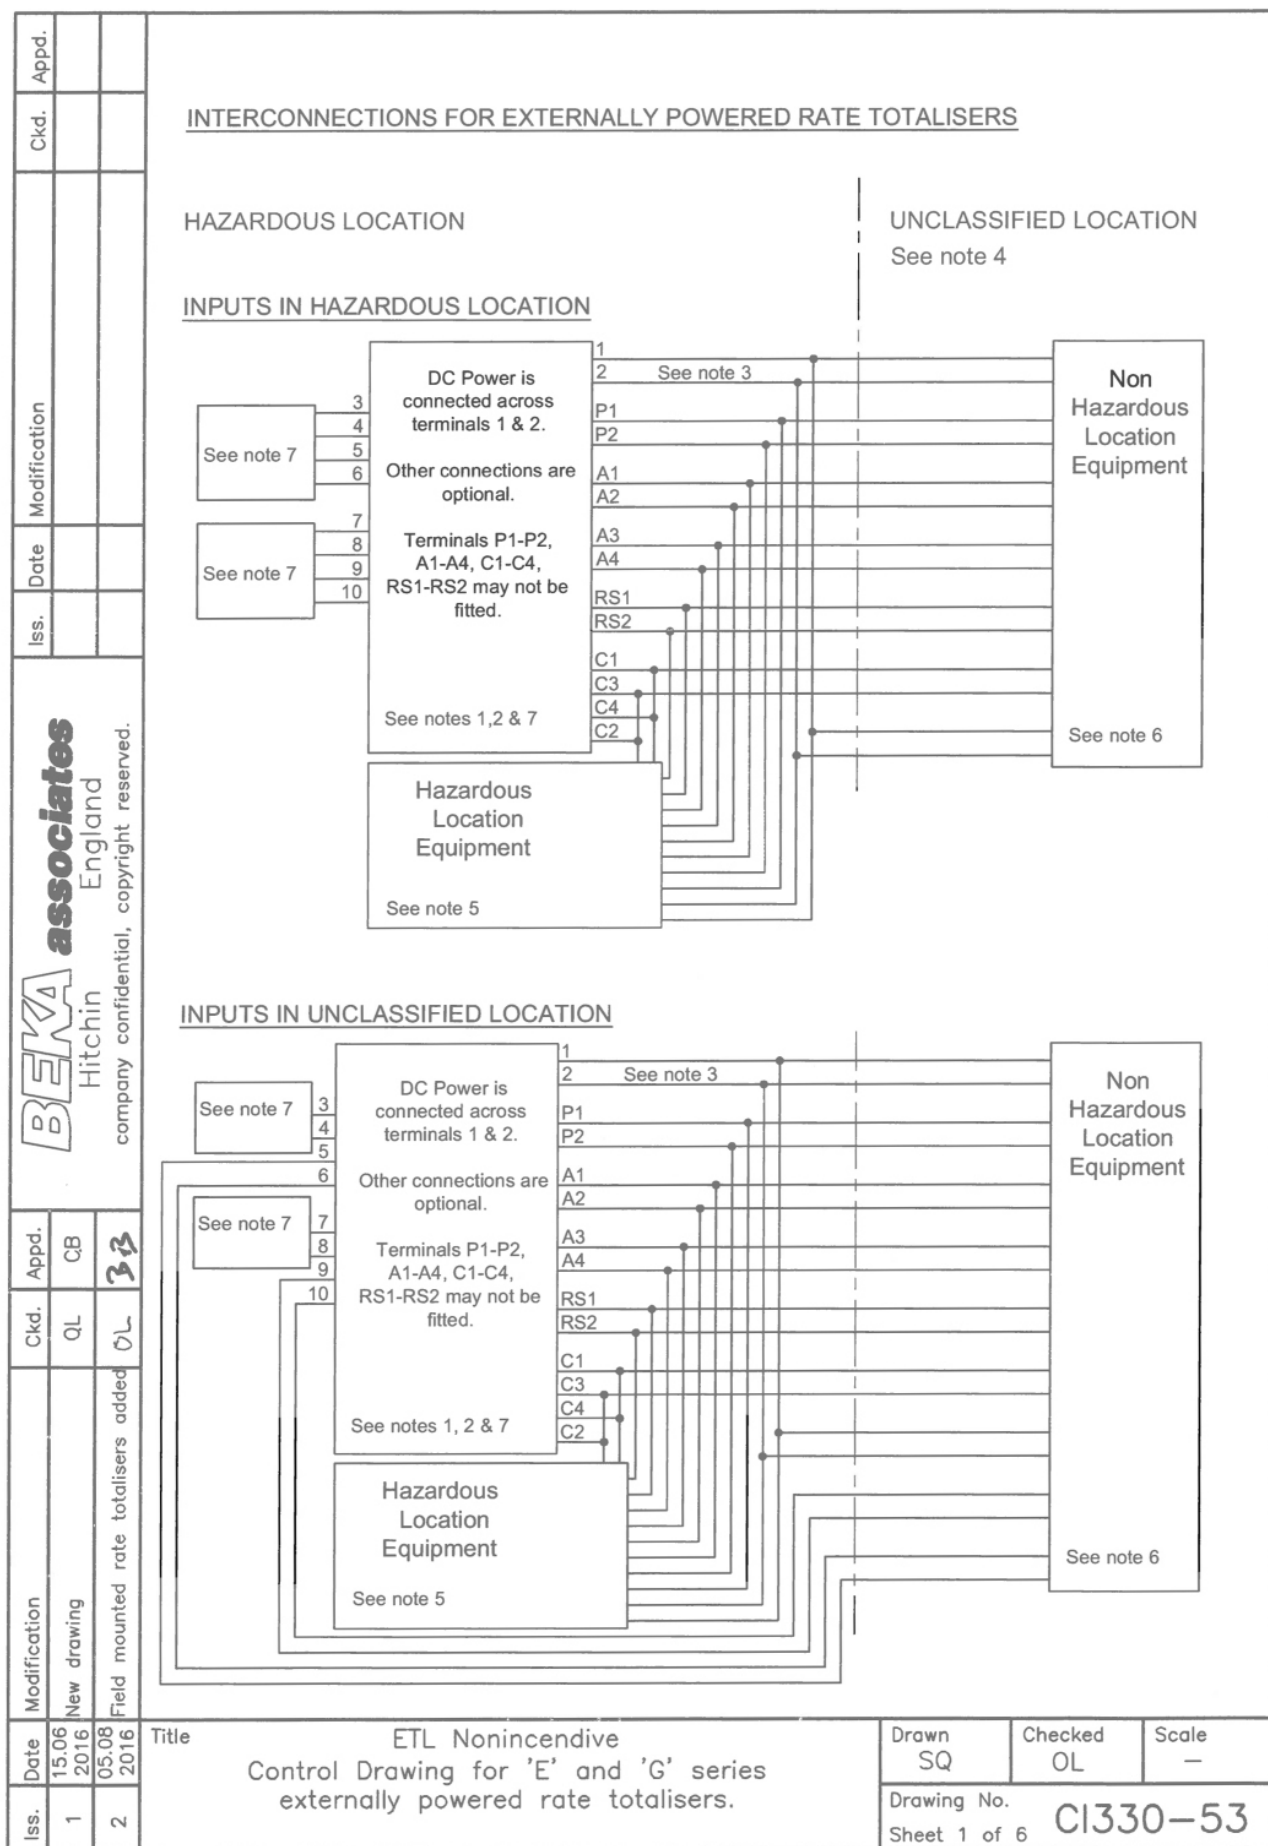 INTERCONNECTIONS FOR EXTERNALLY POWERED RATE TOTALISERS
HAZARDOUS LOCATION
UNCLASSIFIED LOCATION
See note 4
INPUTS IN HAZARDOUS LOCATION
DC Power is
connected across
terminals 1 & 2.
Other connections are
optional.
Terminals P1-P2,
A1-A4, C1-C4,
RS1-RS2 may not be
fitted.
See notes 1,2 & 7
3
4
5
6
See note 7
7
8
9
10
See note 7
1
2
See note 3
P1
P2
A1
A2
A3
A4
RS1
RS2
C1
C3
C4
C2
Non
Hazardous
Location
Equipment
See note 6
Hazardous
Location
Equipment
See note 5
INPUTS IN UNCLASSIFIED LOCATION
DC Power is
connected across
terminals 1 & 2.
Other connections are
optional.
Terminals P1-P2,
A1-A4, C1-C4,
RS1-RS2 may not be
fitted.
See notes 1, 2 & 7
See note 7
3
4
5
6
See note 7
7
8
9
10
1
2
See note 3
P1
P2
A1
A2
A3
A4
RS1
RS2
C1
C3
C4
C2
Non
Hazardous
Location
Equipment
See note 6
Hazardous
Location
Equipment
See note 5
Iss. Date Modification Ckd. Appd.
BEKA associates
Hitchin England
company confidential, copyright reserved.
Iss. Date Modification Ckd. Appd.
1 15.06 2016 New drawing QL CB
2 05.08 2016 Field mounted rate totalisers added OL
Title
ETL Nonincendive
Control Drawing for 'E' and 'G' series
externally powered rate totalisers.
Drawn
SQ
Checked
OL
Scale
—
Drawing No.
CI330-53
Sheet 1 of 6